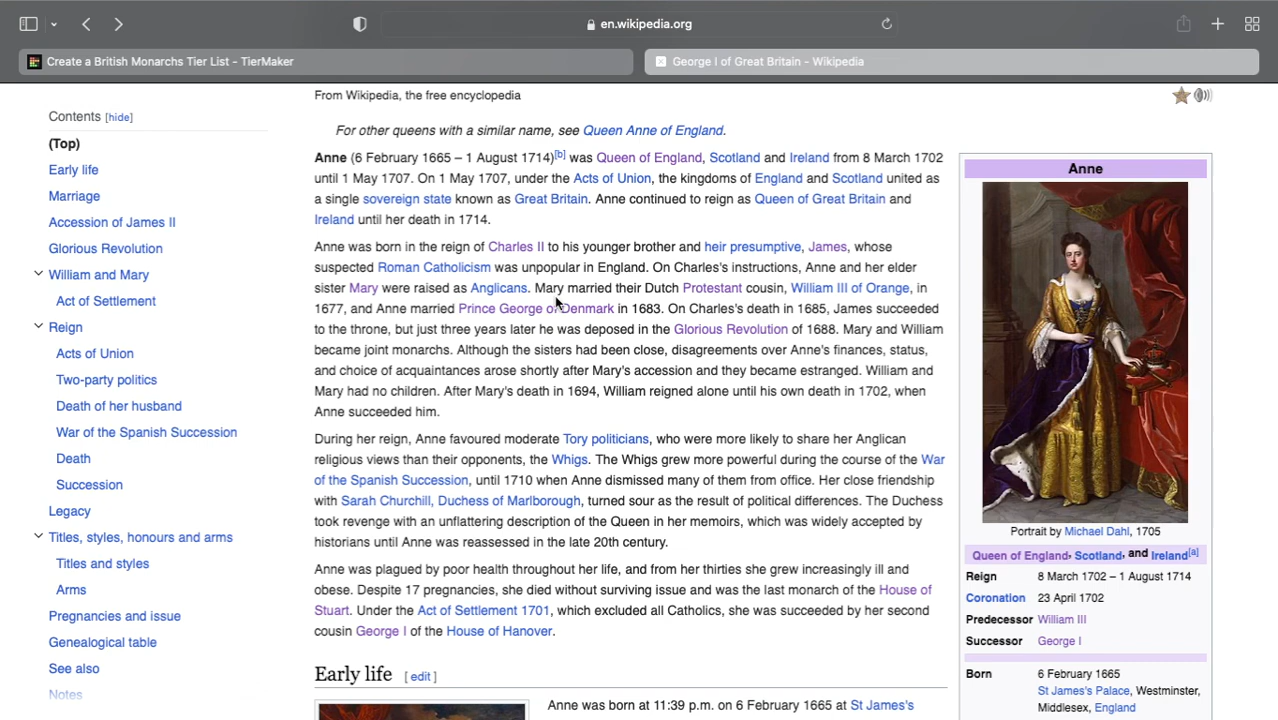 en.wikipedia.org
Create a British Monarchs Tier List - TierMaker
George I of Great Britain - Wikipedia
Contents [hide]
(Top)
Early life
Marriage
Accession of James II
Glorious Revolution
William and Mary
Act of Settlement
Reign
Acts of Union
Two-party politics
Death of her husband
War of the Spanish Succession
Death
Succession
Legacy
Titles, styles, honours and arms
Titles and styles
Arms
Pregnancies and issue
Genealogical table
See also
Notes
From Wikipedia, the free encyclopedia
For other queens with a similar name, see Queen Anne of England.
Anne (6 February 1665 – 1 August 1714)[b] was Queen of England, Scotland and Ireland from 8 March 1702
until 1 May 1707. On 1 May 1707, under the Acts of Union, the kingdoms of England and Scotland united as
a single sovereign state known as Great Britain. Anne continued to reign as Queen of Great Britain and
Ireland until her death in 1714.
Anne was born in the reign of Charles II to his younger brother and heir presumptive, James, whose
suspected Roman Catholicism was unpopular in England. On Charles's instructions, Anne and her elder
sister Mary were raised as Anglicans. Mary married their Dutch Protestant cousin, William III of Orange, in
1677, and Anne married Prince George of Denmark in 1683. On Charles's death in 1685, James succeeded
to the throne, but just three years later he was deposed in the Glorious Revolution of 1688. Mary and William
became joint monarchs. Although the sisters had been close, disagreements over Anne's finances, status,
and choice of acquaintances arose shortly after Mary's accession and they became estranged. William and
Mary had no children. After Mary's death in 1694, William reigned alone until his own death in 1702, when
Anne succeeded him.
During her reign, Anne favoured moderate Tory politicians, who were more likely to share her Anglican
religious views than their opponents, the Whigs. The Whigs grew more powerful during the course of the War
of the Spanish Succession, until 1710 when Anne dismissed many of them from office. Her close friendship
with Sarah Churchill, Duchess of Marlborough, turned sour as the result of political differences. The Duchess
took revenge with an unflattering description of the Queen in her memoirs, which was widely accepted by
historians until Anne was reassessed in the late 20th century.
Anne was plagued by poor health throughout her life, and from her thirties she grew increasingly ill and
obese. Despite 17 pregnancies, she died without surviving issue and was the last monarch of the House of
Stuart. Under the Act of Settlement 1701, which excluded all Catholics, she was succeeded by her second
cousin George I of the House of Hanover.
Early life [ edit ]
Anne was born at 11:39 p.m. on 6 February 1665 at St James's
Anne
Portrait by Michael Dahl, 1705
Queen of England, Scotland, and Ireland[a]
Reign 8 March 1702 – 1 August 1714
Coronation 23 April 1702
Predecessor William III
Successor George I
Born 6 February 1665
St James's Palace, Westminster,
Middlesex, England